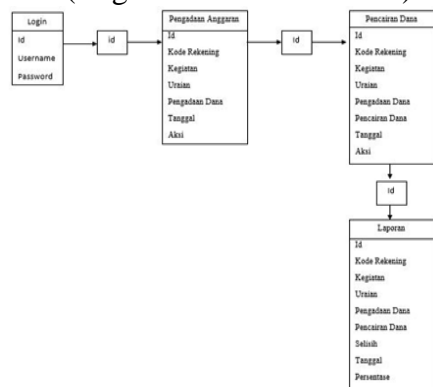 Login
Id
Username
Password
id
Pengadaan Anggaran
Id
Kode Rekening
Kegiatan
Uraian
Pengadaan Dana
Tanggal
Aksi
Id
Pencairan Dana
Id
Kode Rekening
Kegiatan
Uraian
Pengadaan Dana
Pencairan Dana
Tanggal
Aksi
Id
Laporan
Id
Kode Rekening
Kegiatan
Uraian
Pengadaan Dana
Pencairan Dana
Selisih
Tanggal
Persentase